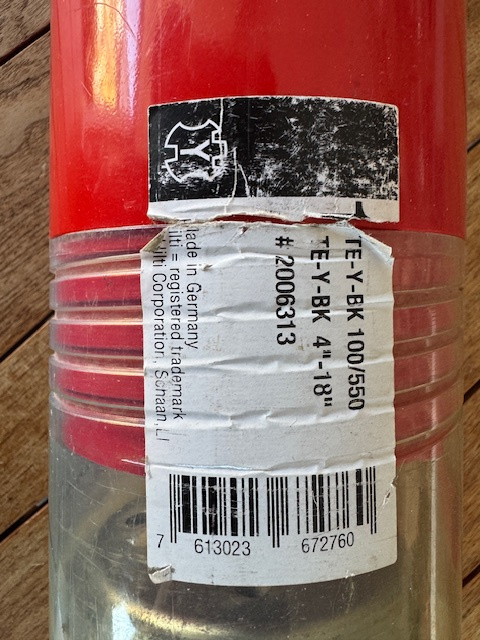 TE-Y-BK 100/550
TE-Y-BK 4"-18"
# 2006313
Made in Germany
ilti = registered trademark
Hilti Corporation, Schaan, LI
7 613023 672760